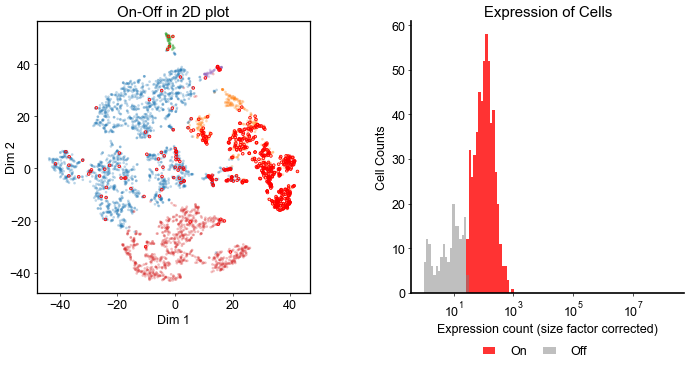 On-Off in 2D plot
Dim 2
40
20
0
−20
−40
−40 −20 0 20 40
Dim 1
Expression of Cells
Cell Counts
60
50
40
30
20
10
0
10^1 10^3 10^5 10^7
Expression count (size factor corrected)
On Off